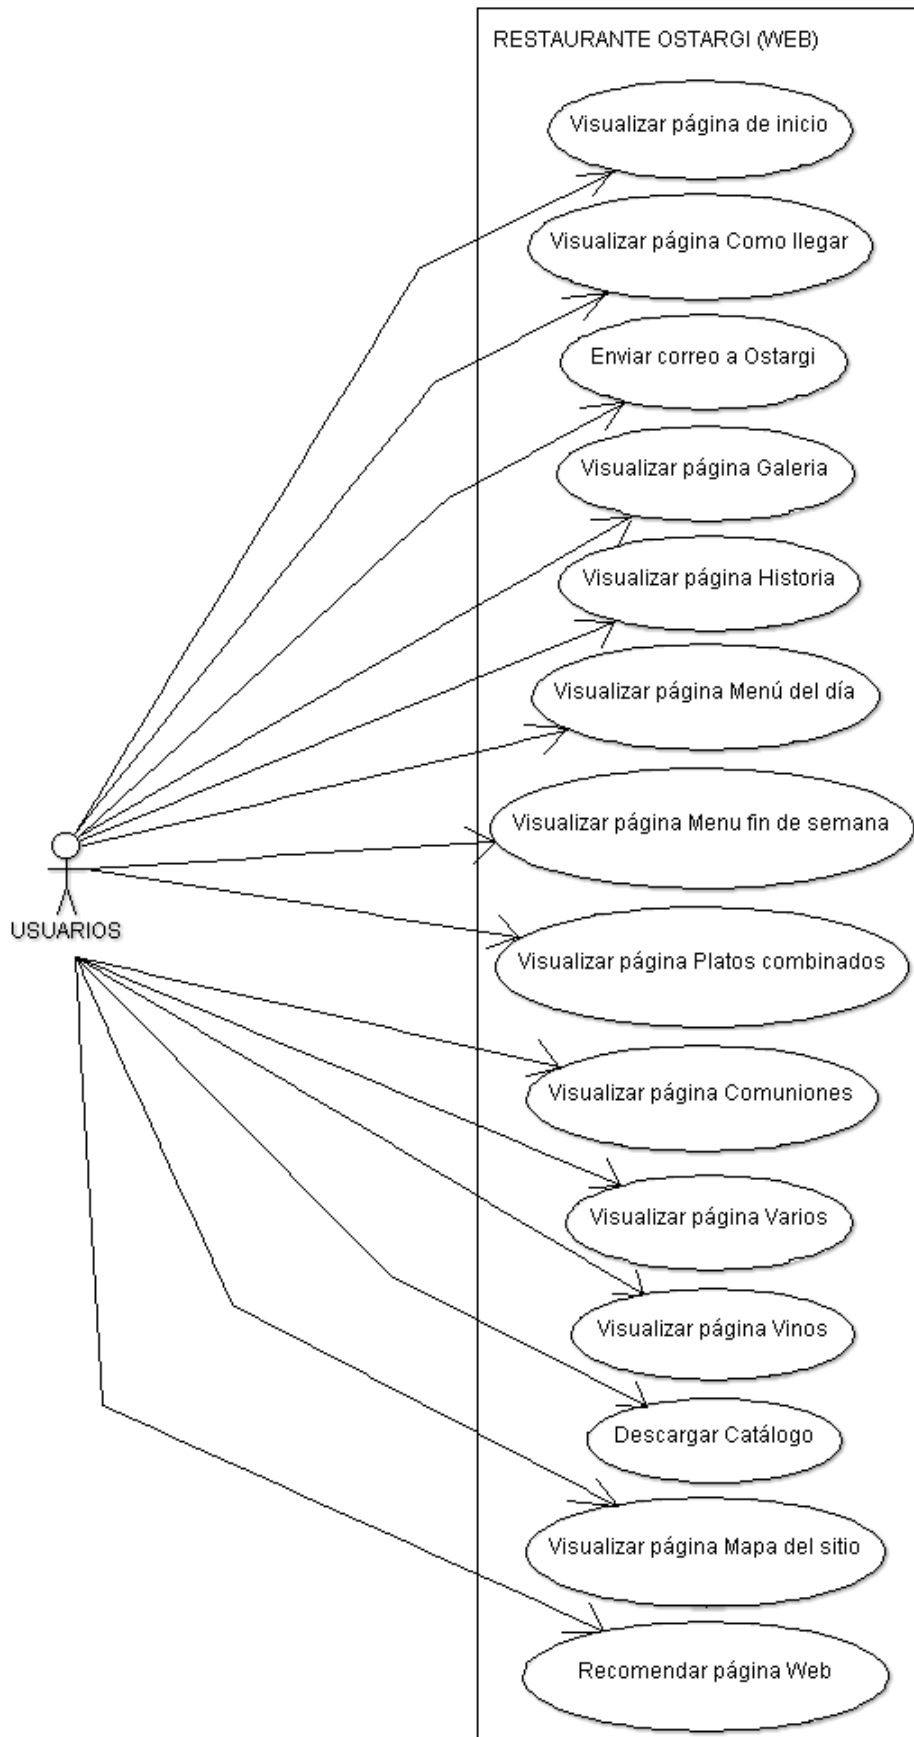 RESTAURANTE OSTARGI (WEB)
Visualizar página de inicio
Visualizar página Como llegar
Enviar correo a Ostargi
Visualizar página Galeria
Visualizar página Historia
Visualizar página Menú del día
Visualizar página Menu fin de semana
USUARIOS
Visualizar página Platos combinados
Visualizar página Comuniones
Visualizar página Varios
Visualizar página Vinos
Descargar Catálogo
Visualizar página Mapa del sitio
Recomendar página Web